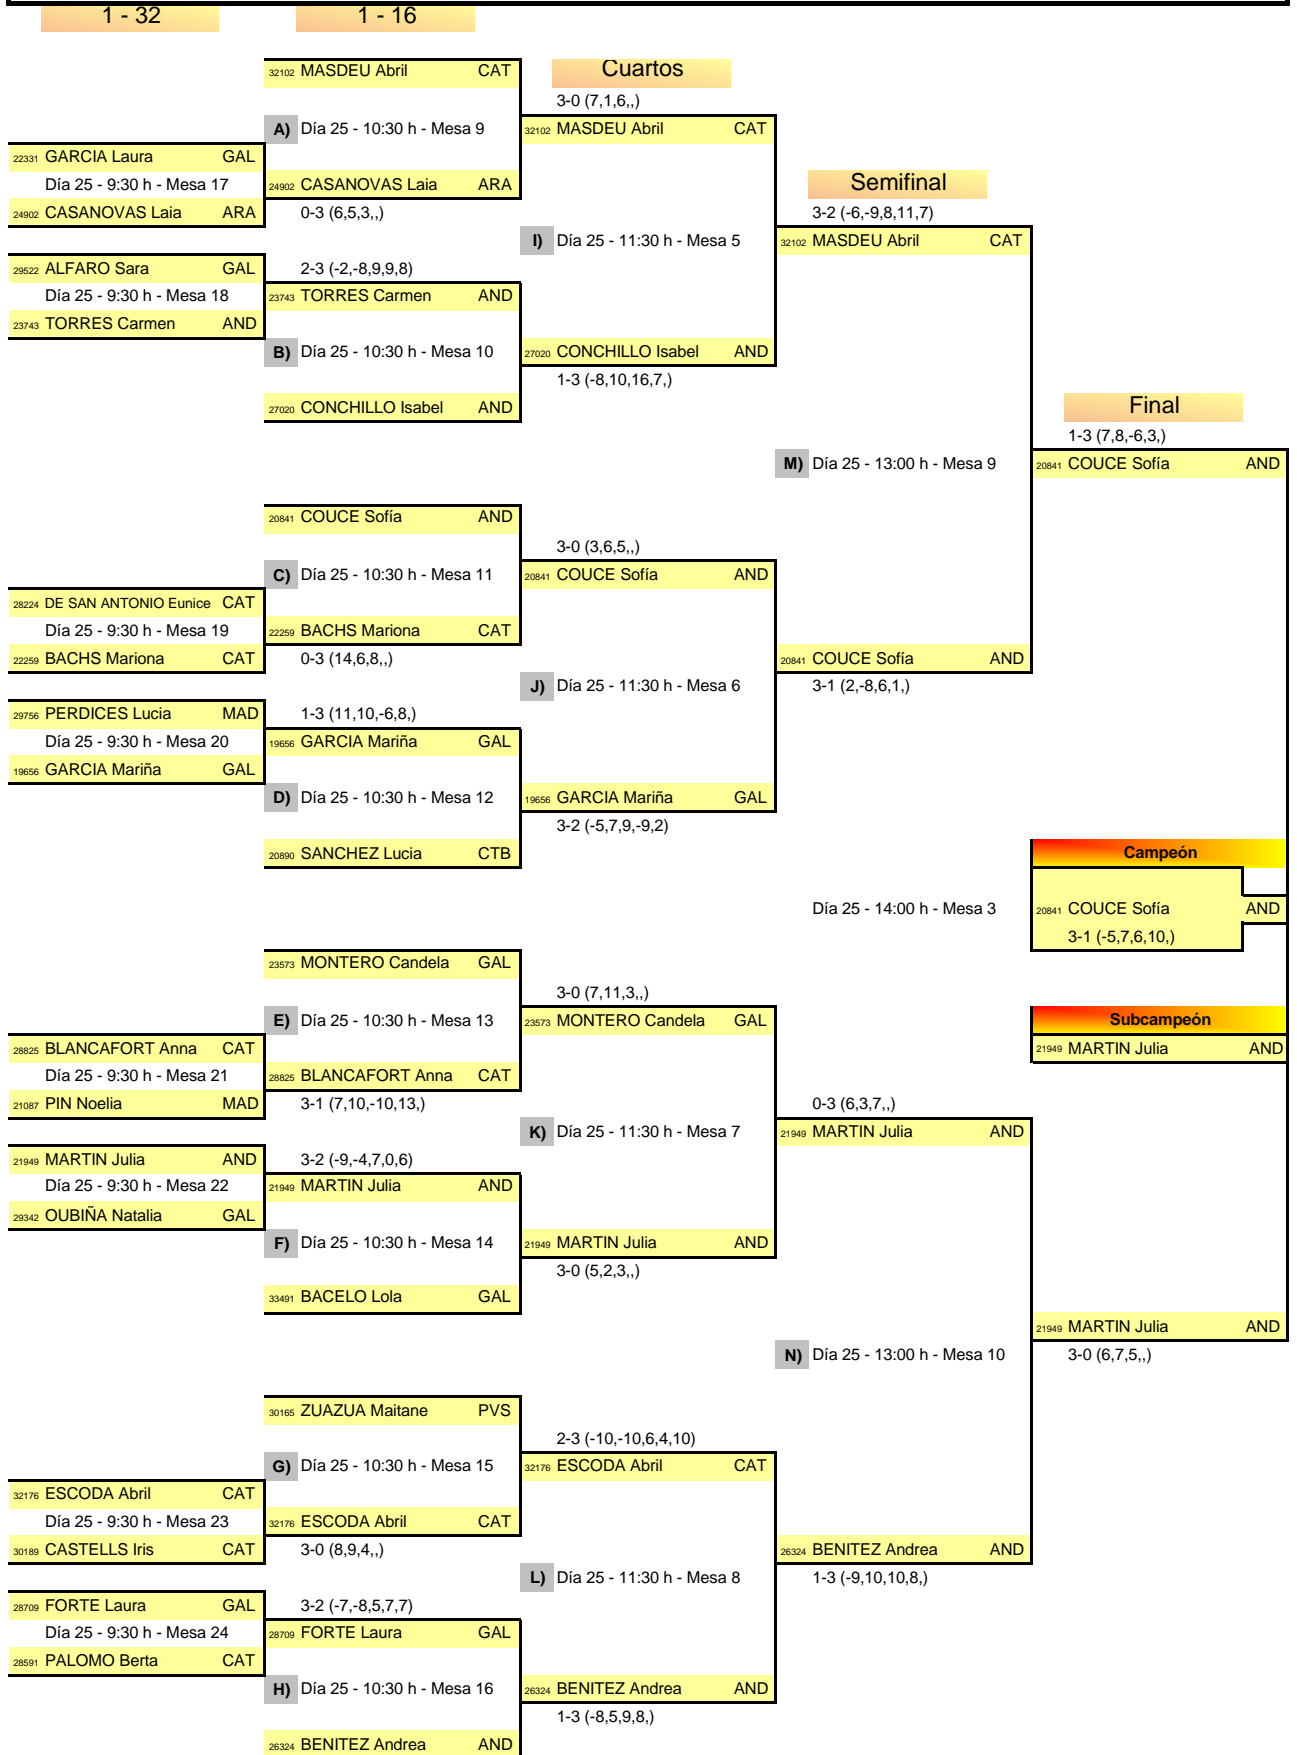 1 - 32 1 - 16
32102 MASDEU Abril CAT Cuartos
3-0 (7,1,6,,)
A) Día 25 - 10:30 h - Mesa 9 32102 MASDEU Abril CAT
22331 GARCIA Laura GAL
Día 25 - 9:30 h - Mesa 17 24902 CASANOVAS Laia ARA Semifinal
24902 CASANOVAS Laia ARA 0-3 (6,5,3,,) 3-2 (-6,-9,8,11,7)
I) Día 25 - 11:30 h - Mesa 5 32102 MASDEU Abril CAT
29522 ALFARO Sara GAL 2-3 (-2,-8,9,9,8)
Día 25 - 9:30 h - Mesa 18 23743 TORRES Carmen AND
23743 TORRES Carmen AND
B) Día 25 - 10:30 h - Mesa 10 27020 CONCHILLO Isabel AND
1-3 (-8,10,16,7,)
27020 CONCHILLO Isabel AND Final
1-3 (7,8,-6,3,)
M) Día 25 - 13:00 h - Mesa 9 20841 COUCE Sofía AND
20841 COUCE Sofía AND
3-0 (3,6,5,,)
C) Día 25 - 10:30 h - Mesa 11 20841 COUCE Sofía AND
28224 DE SAN ANTONIO Eunice CAT
Día 25 - 9:30 h - Mesa 19 22259 BACHS Mariona CAT
22259 BACHS Mariona CAT 0-3 (14,6,8,,) 20841 COUCE Sofía AND
J) Día 25 - 11:30 h - Mesa 6 3-1 (2,-8,6,1,)
29756 PERDICES Lucia MAD 1-3 (11,10,-6,8,)
Día 25 - 9:30 h - Mesa 20 19656 GARCIA Mariña GAL
19656 GARCIA Mariña GAL
D) Día 25 - 10:30 h - Mesa 12 19656 GARCIA Mariña GAL
3-2 (-5,7,9,-9,2)
20890 SANCHEZ Lucia CTB Campeón
Día 25 - 14:00 h - Mesa 3 20841 COUCE Sofía AND
3-1 (-5,7,6,10,)
23573 MONTERO Candela GAL
3-0 (7,11,3,,)
E) Día 25 - 10:30 h - Mesa 13 23573 MONTERO Candela GAL Subcampeón
28825 BLANCAFORT Anna CAT 21949 MARTIN Julia AND
Día 25 - 9:30 h - Mesa 21 28825 BLANCAFORT Anna CAT
21087 PIN Noelia MAD 3-1 (7,10,-10,13,) 0-3 (6,3,7,,)
K) Día 25 - 11:30 h - Mesa 7 21949 MARTIN Julia AND
21949 MARTIN Julia AND 3-2 (-9,-4,7,0,6)
Día 25 - 9:30 h - Mesa 22 21949 MARTIN Julia AND
29342 OUBIÑA Natalia GAL
F) Día 25 - 10:30 h - Mesa 14 21949 MARTIN Julia AND
3-0 (5,2,3,,)
33491 BACELO Lola GAL
21949 MARTIN Julia AND
N) Día 25 - 13:00 h - Mesa 10 3-0 (6,7,5,,)
30165 ZUAZUA Maitane PVS
2-3 (-10,-10,6,4,10)
G) Día 25 - 10:30 h - Mesa 15 32176 ESCODA Abril CAT
32176 ESCODA Abril CAT
Día 25 - 9:30 h - Mesa 23 32176 ESCODA Abril CAT
30189 CASTELLS Iris CAT 3-0 (8,9,4,,) 26324 BENITEZ Andrea AND
L) Día 25 - 11:30 h - Mesa 8 1-3 (-9,10,10,8,)
28709 FORTE Laura GAL 3-2 (-7,-8,5,7,7)
Día 25 - 9:30 h - Mesa 24 28709 FORTE Laura GAL
28591 PALOMO Berta CAT
H) Día 25 - 10:30 h - Mesa 16 26324 BENITEZ Andrea AND
1-3 (-8,5,9,8,)
26324 BENITEZ Andrea AND